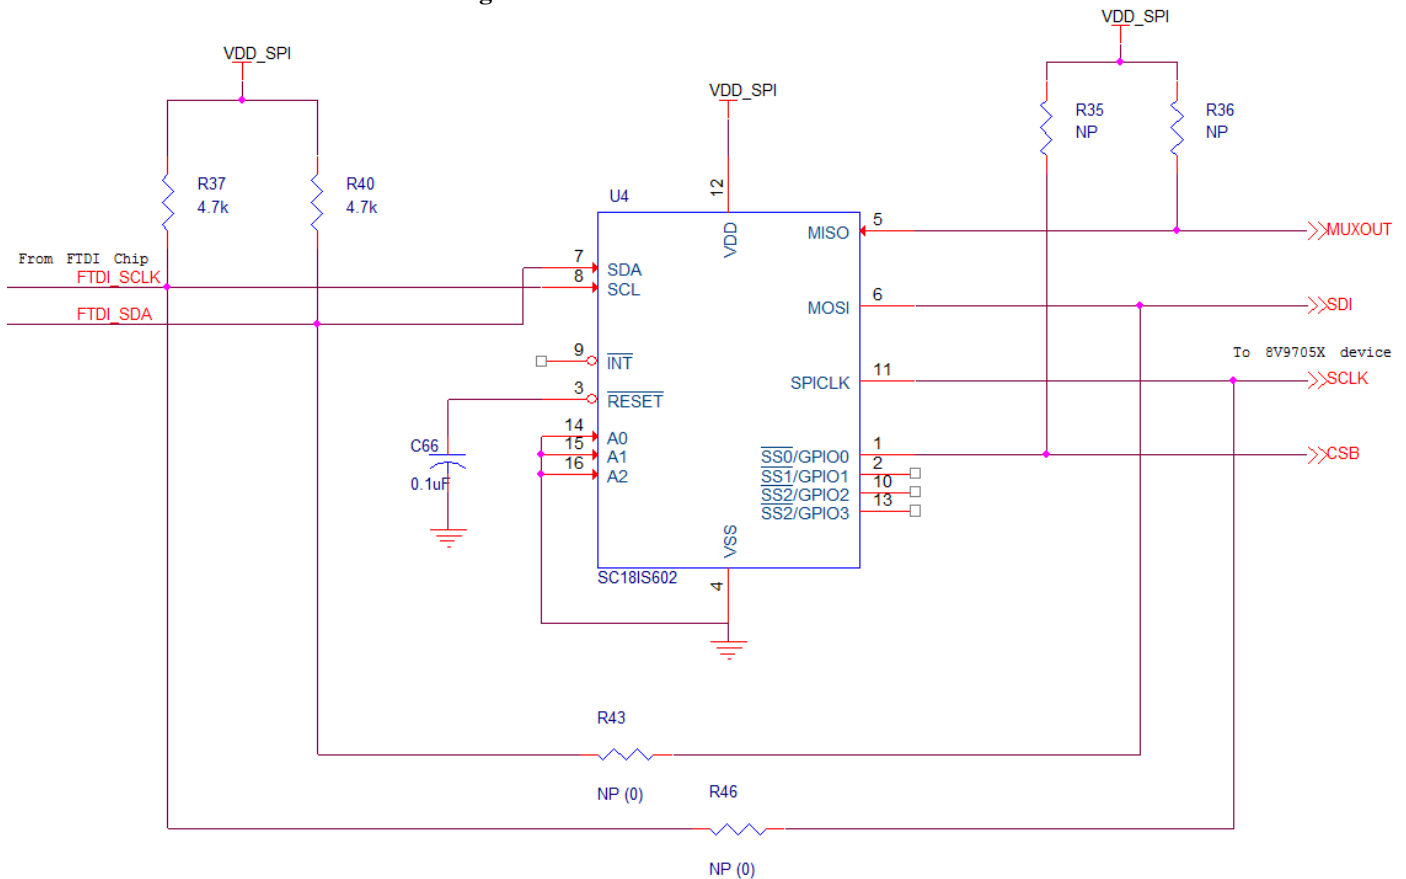 VDD_SPI
VDD_SPI
VDD_SPI
R35
NP
R36
NP
R37
4.7k
R40
4.7k
U4
12
VDD
5
MISO
MUXOUT
From FTDI Chip
FTDI_SCLK
7
SDA
8
SCL
6
MOSI
SDI
FTDI_SDA
9
INT
To 8V9705X device
11
SPICLK
SCLK
3
RESET
14
A0
15
A1
16
A2
C66
0.1uF
1
SS0/GPIO0
CSB
2
SS1/GPIO1
10
SS2/GPIO2
13
SS2/GPIO3
VSS
4
SC18IS602
R43
NP (0)
R46
NP (0)